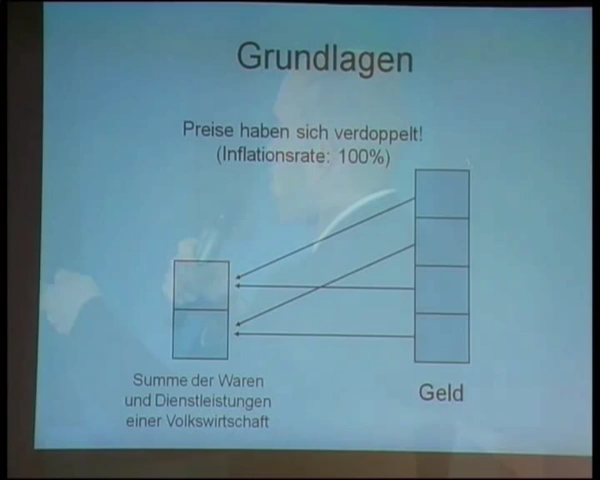 Grundlagen
Preise haben sich verdoppelt!
(Inflationsrate: 100%)
Summe der Waren
und Dienstleistungen
einer Volkswirtschaft
Geld